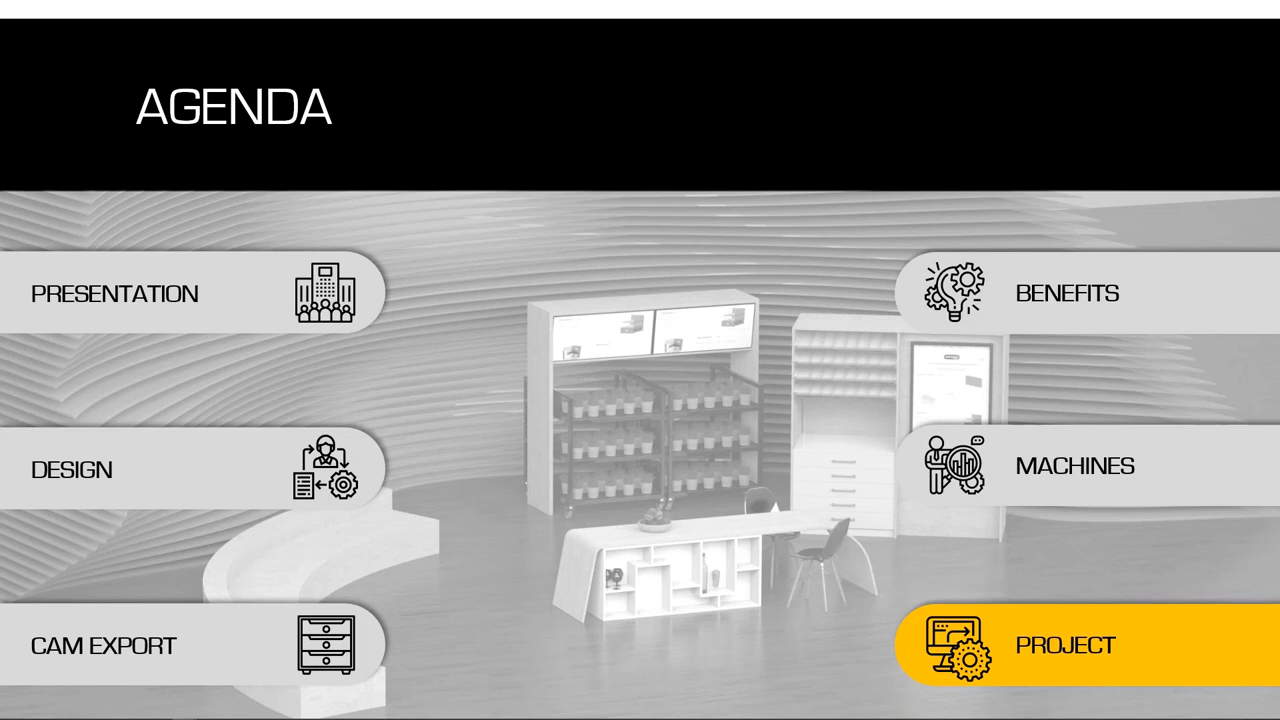 AGENDA
PRESENTATION
BENEFITS
DESIGN
MACHINES
CAM EXPORT
PROJECT